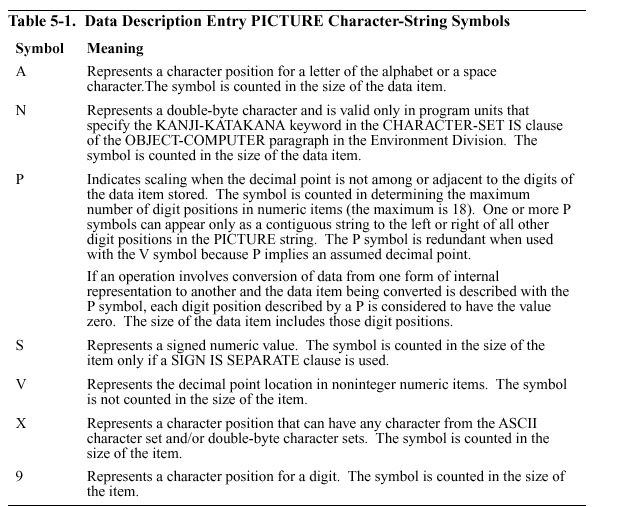 Table 5-1.  Data Description Entry PICTURE Character-String Symbols
Symbol Meaning
A Represents a character position for a letter of the alphabet or a space
character.The symbol is counted in the size of the data item.
N Represents a double-byte character and is valid only in program units that
specify the KANJI-KATAKANA keyword in the CHARACTER-SET IS clause
of the OBJECT-COMPUTER paragraph in the Environment Division.  The
symbol is counted in the size of the data item.
P Indicates scaling when the decimal point is not among or adjacent to the digits of
the data item stored.  The symbol is counted in determining the maximum
number of digit positions in numeric items (the maximum is 18).  One or more P
symbols can appear only as a contiguous string to the left or right of all other
digit positions in the PICTURE string.  The P symbol is redundant when used
with the V symbol because P implies an assumed decimal point.
If an operation involves conversion of data from one form of internal
representation to another and the data item being converted is described with the
P symbol, each digit position described by a P is considered to have the value
zero.  The size of the data item includes those digit positions.
S Represents a signed numeric value.  The symbol is counted in the size of the
item only if a SIGN IS SEPARATE clause is used.
V Represents the decimal point location in noninteger numeric items.  The symbol
is not counted in the size of the item.
X Represents a character position that can have any character from the ASCII
character set and/or double-byte character sets.  The symbol is counted in the
size of the item.
9 Represents a character position for a digit.  The symbol is counted in the size of
the item.